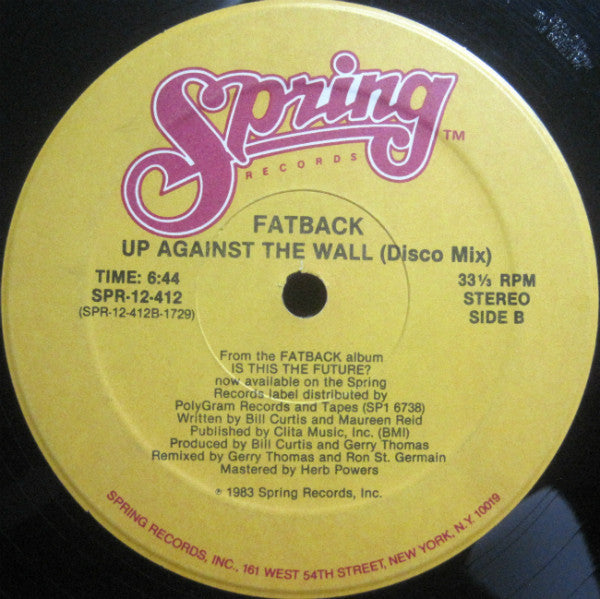 Spring TM
RECORDS
FATBACK
UP AGAINST THE WALL (Disco Mix)
TIME: 6:44
SPR-12-412
(SPR-12-412B-1729)
33⅓ RPM
STEREO
SIDE B
From the FATBACK album
IS THIS THE FUTURE?
now available on the Spring
Records label distributed by
PolyGram Records and Tapes (SP1 6738)
Written by Bill Curtis and Maureen Reid
Published by Clita Music, Inc. (BMI)
Produced by Bill Curtis and Gerry Thomas
Remixed by Gerry Thomas and Ron St. Germain
Mastered by Herb Powers
℗ 1983 Spring Records, Inc.
SPRING RECORDS, INC., 161 WEST 54TH STREET, NEW YORK, N.Y. 10019